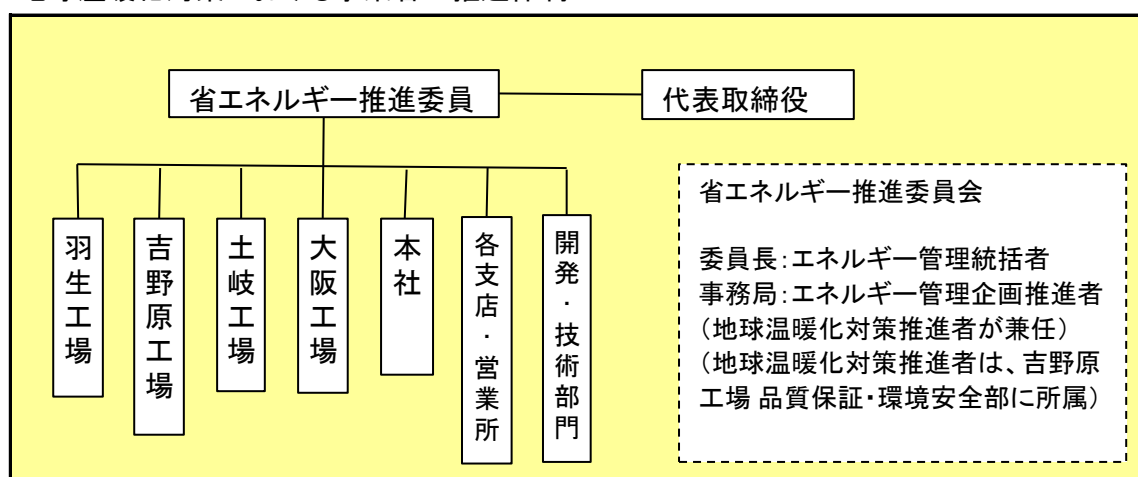 省エネルギー推進委員
代表取締役
羽生工場
吉野原工場
土岐工場
大阪工場
本社
各支店・営業所
開発・技術部門
省エネルギー推進委員会
委員長：エネルギー管理統括者
事務局：エネルギー管理企画推進者
（地球温暖化対策推進者が兼任）
（地球温暖化対策推進者は、吉野原
工場 品質保証・環境安全部に所属）